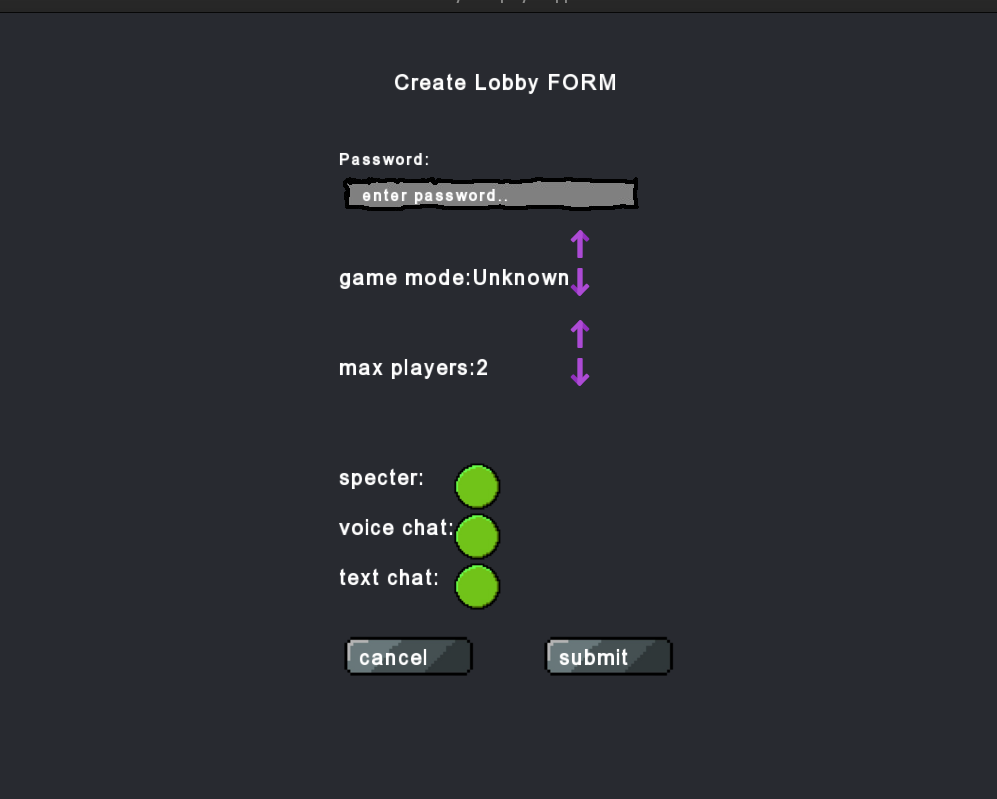 Create Lobby FORM
Password:
enter password..
game mode:Unknown
max players:2
specter:
voice chat:
text chat:
cancel
submit